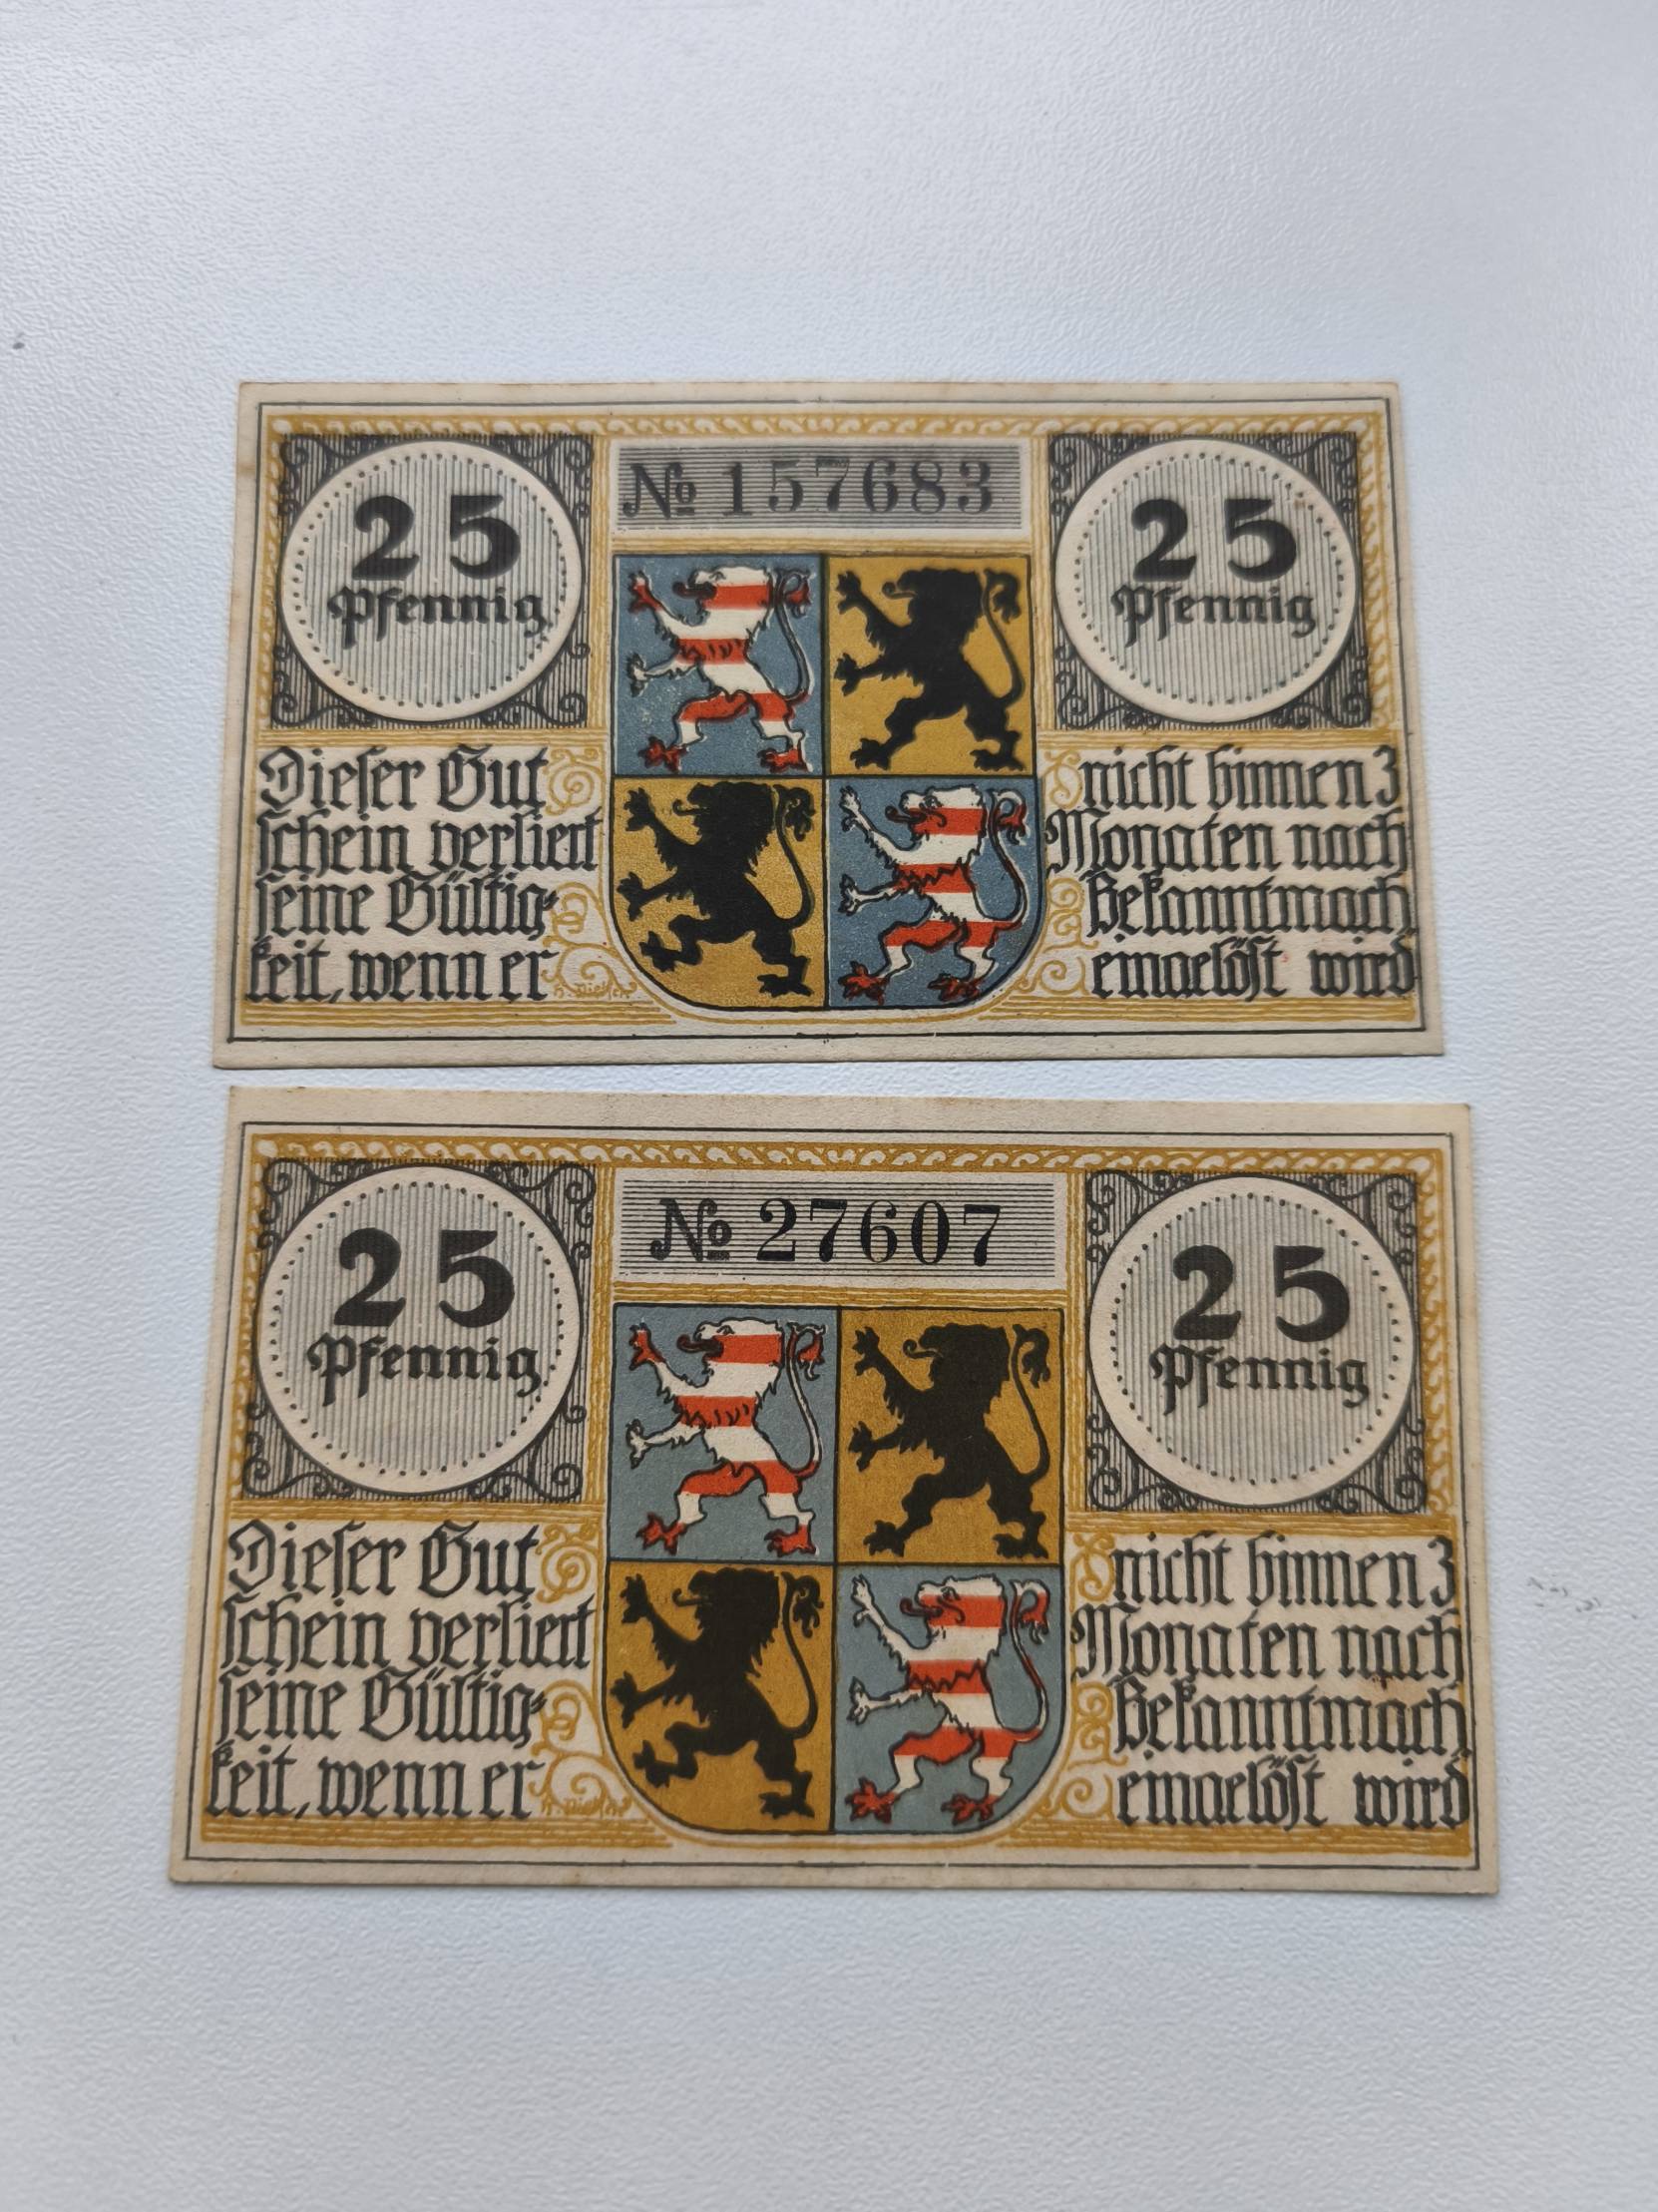 № 157683
25
Pfennig
25
Pfennig
Dieser Gut
schein verliert
seine Gültig-
keit, wenn er
nicht binnen 3
Monaten nach
Bekanntmach.
eingelöst wird
№ 27607
25
Pfennig
25
Pfennig
Dieser Gut
schein verliert
seine Gültig-
keit, wenn er
nicht binnen 3
Monaten nach
Bekanntmach.
eingelöst wird